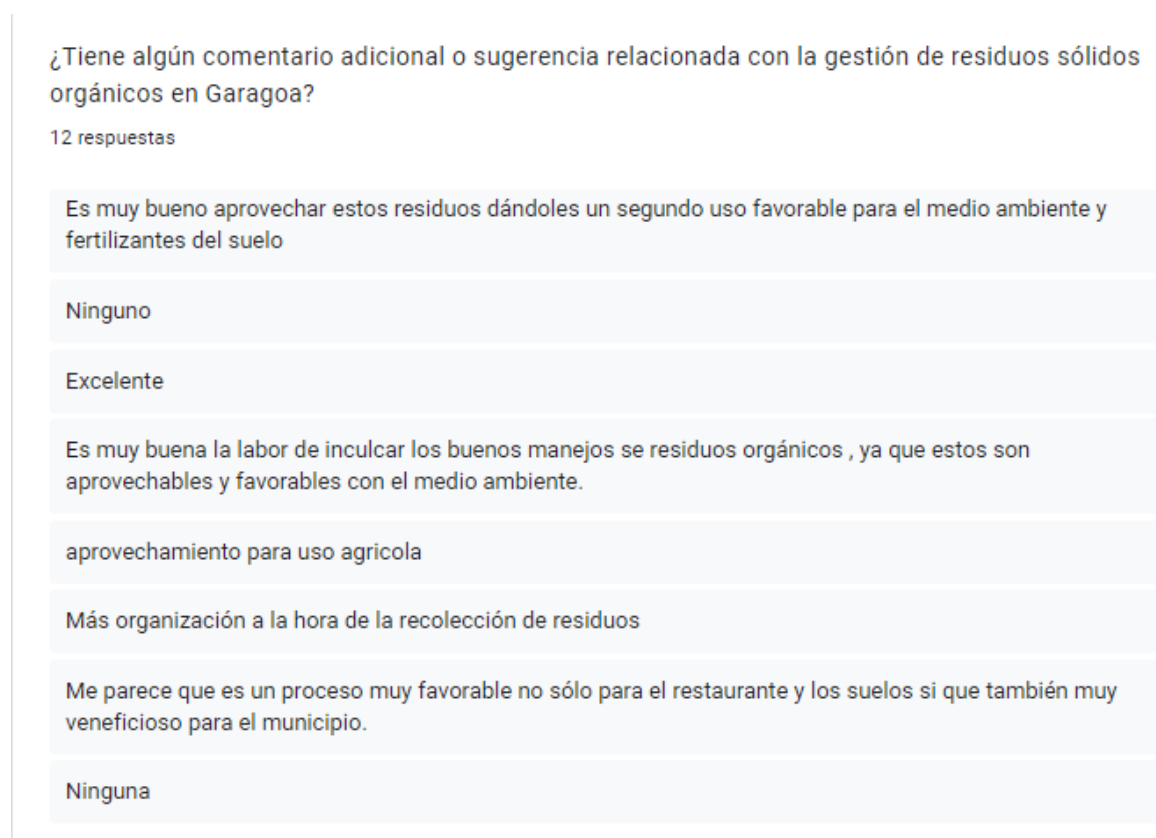 ¿Tiene algún comentario adicional o sugerencia relacionada con la gestión de residuos sólidos
orgánicos en Garagoa?
12 respuestas
Es muy bueno aprovechar estos residuos dándoles un segundo uso favorable para el medio ambiente y
fertilizantes del suelo
Ninguno
Excelente
Es muy buena la labor de inculcar los buenos manejos se residuos orgánicos , ya que estos son
aprovechables y favorables con el medio ambiente.
aprovechamiento para uso agricola
Más organización a la hora de la recolección de residuos
Me parece que es un proceso muy favorable no sólo para el restaurante y los suelos si que también muy
veneficioso para el municipio.
Ninguna